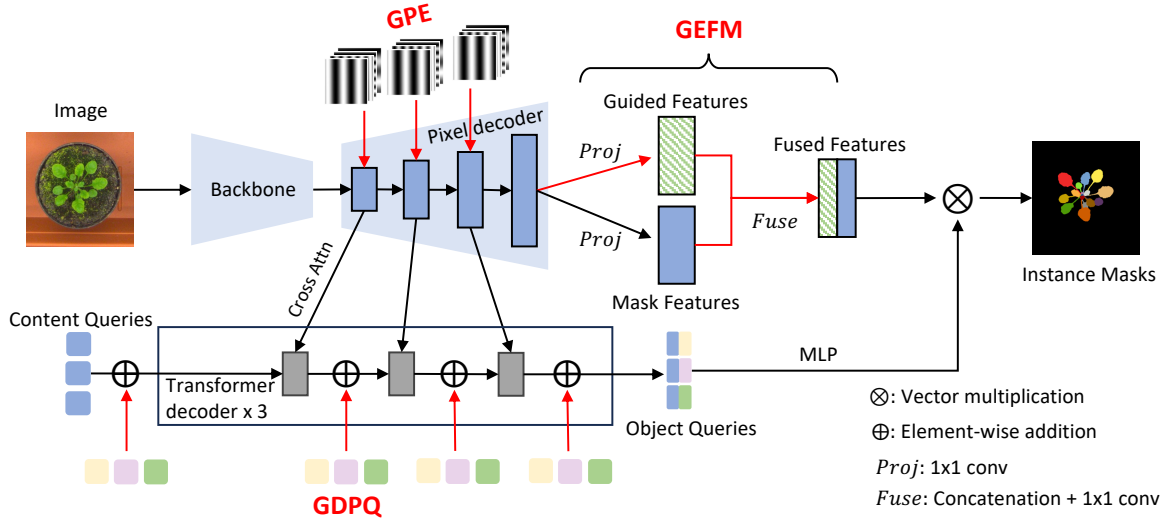 GPE
GEFM
Image
Guided Features
Pixel decoder
Proj
Fused Features
Backbone
Fuse
Proj
Cross Attn
Mask Features
Instance Masks
Content Queries
MLP
Transformer
decoder x 3
⊗: Vector multiplication
Object Queries
⊕: Element-wise addition
Proj: 1x1 conv
GDPQ
Fuse: Concatenation + 1x1 conv